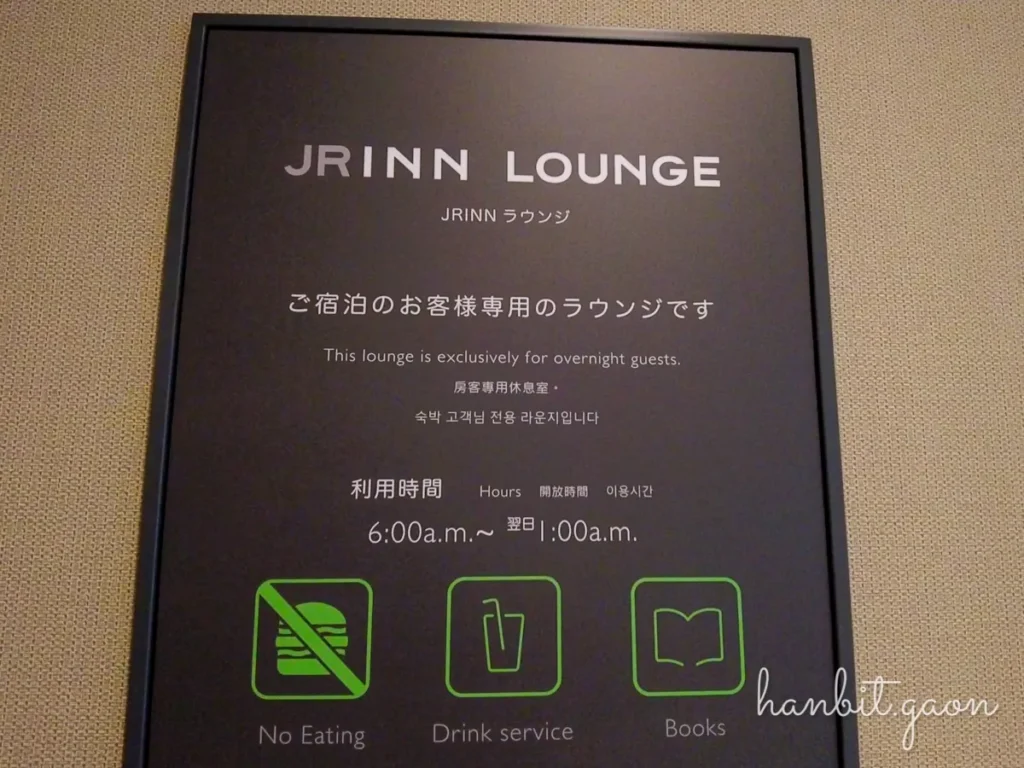 JRINN LOUNGE
JRINN ラウンジ
ご宿泊のお客様専用のラウンジです
This lounge is exclusively for overnight guests.
房客專用休息室。
숙박 고객님 전용 라운지입니다
利用時間 Hours 開放時間 이용시간
6:00a.m.~ 翌日1:00a.m.
No Eating Drink service Books
hanbit.gaon